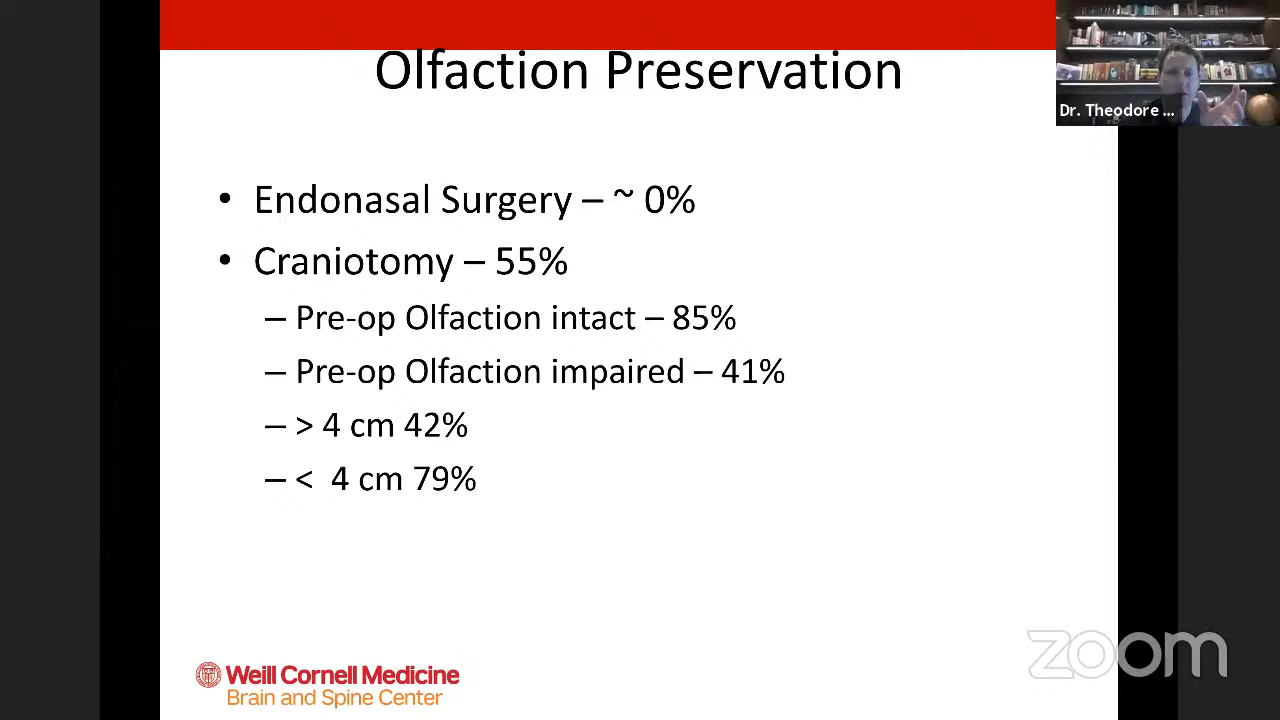 Olfaction Preservation
Dr. Theodore ...
• Endonasal Surgery – ~ 0%
• Craniotomy – 55%
– Pre-op Olfaction intact – 85%
– Pre-op Olfaction impaired – 41%
– > 4 cm 42%
– < 4 cm 79%
zoom
Weill Cornell Medicine
Brain and Spine Center